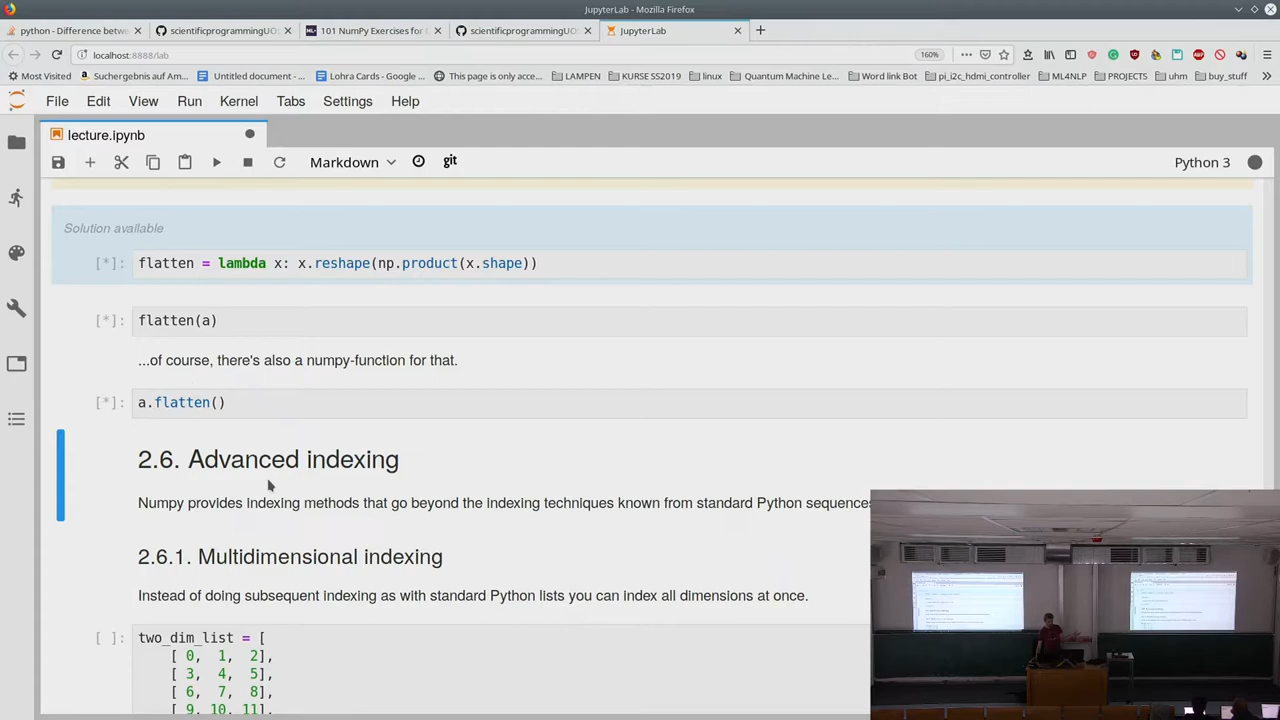 JupyterLab - Mozilla Firefox
python - Difference betwe
scientificprogrammingUO
101 NumPy Exercises for
scientificprogrammingUO
JupyterLab
localhost:8888/lab
160%
Most Visited
Suchergebnis auf Am...
Untitled document - ...
Lohra Cards - Google ...
This page is only acce...
LAMPEN
KURSE SS2019
linux
Quantum Machine Le...
Word link Bot
pi_i2c_hdmi_controller
ML4NLP
PROJECTS
uhm
buy_stuff
File Edit View Run Kernel Tabs Settings Help
lecture.ipynb
Markdown
git
Python 3
Solution available
[*]: flatten = lambda x: x.reshape(np.product(x.shape))
[*]: flatten(a)
...of course, there's also a numpy-function for that.
[*]: a.flatten()
2.6. Advanced indexing
Numpy provides indexing methods that go beyond the indexing techniques known from standard Python sequences
2.6.1. Multidimensional indexing
Instead of doing subsequent indexing as with standard Python lists you can index all dimensions at once.
[ ]: two_dim_list = [
[ 0, 1, 2],
[ 3, 4, 5],
[ 6, 7, 8],
[ 9, 10, 11],